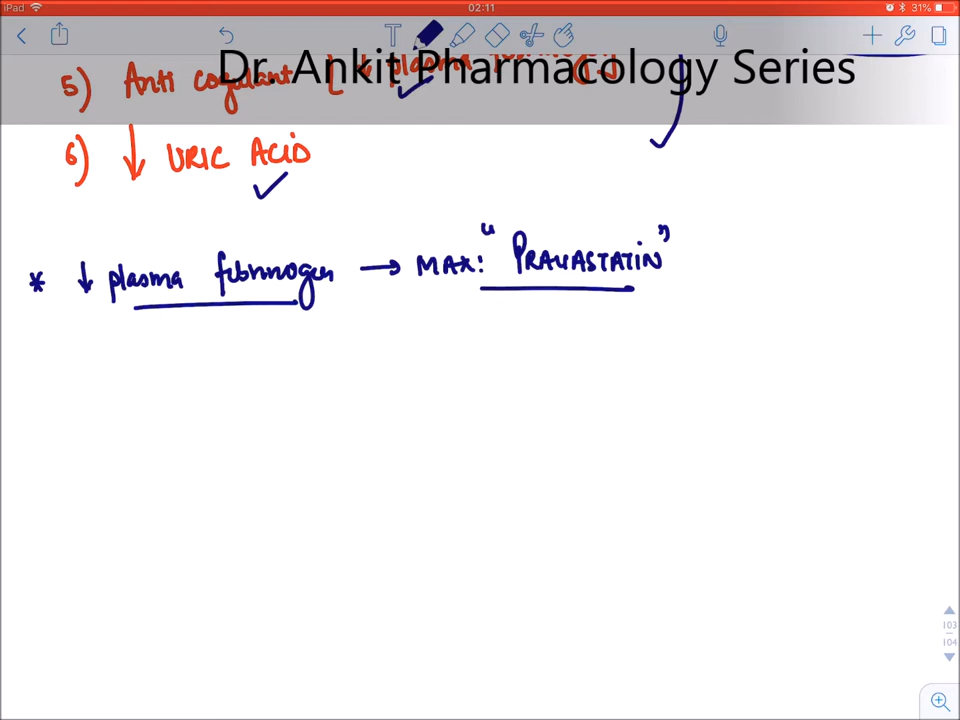 iPad 02:11 31%
T
Dr. Ankit Pharmacology Series
5) Anti coagulant [ ↓ plasma
6) ↓ URIC ACID
* ↓ plasma fibrinogen → MAX: "PRAVASTATIN"
103
104